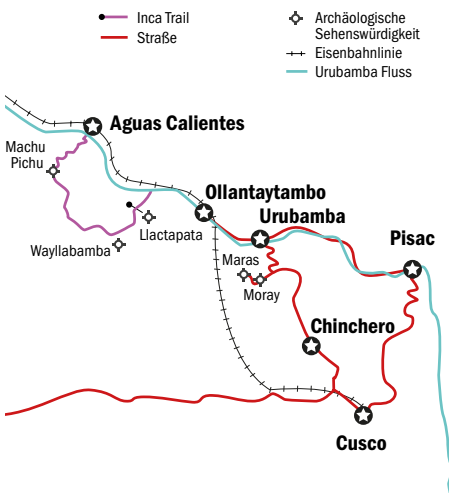 Inca Trail
Straße
Archäologische
Sehenswürdigkeit
Eisenbahnlinie
Urubamba Fluss
Aguas Calientes
Machu
Pichu
Ollantaytambo
Urubamba
Llactapata
Wayllabamba
Pisac
Maras
Moray
Chinchero
Cusco